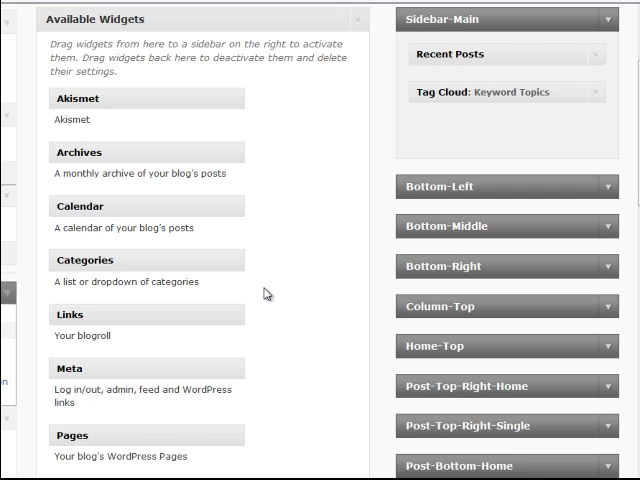 Available Widgets
Drag widgets from here to a sidebar on the right to activate
them. Drag widgets back here to deactivate them and delete
their settings.
Akismet
Akismet
Archives
A monthly archive of your blog's posts
Calendar
A calendar of your blog's posts
Categories
A list or dropdown of categories
Links
Your blogroll
Meta
Log in/out, admin, feed and WordPress
links
Pages
Your blog's WordPress Pages
Sidebar-Main
Recent Posts
Tag Cloud: Keyword Topics
Bottom-Left
Bottom-Middle
Bottom-Right
Column-Top
Home-Top
Post-Top-Right-Home
Post-Top-Right-Single
Post-Bottom-Home
on